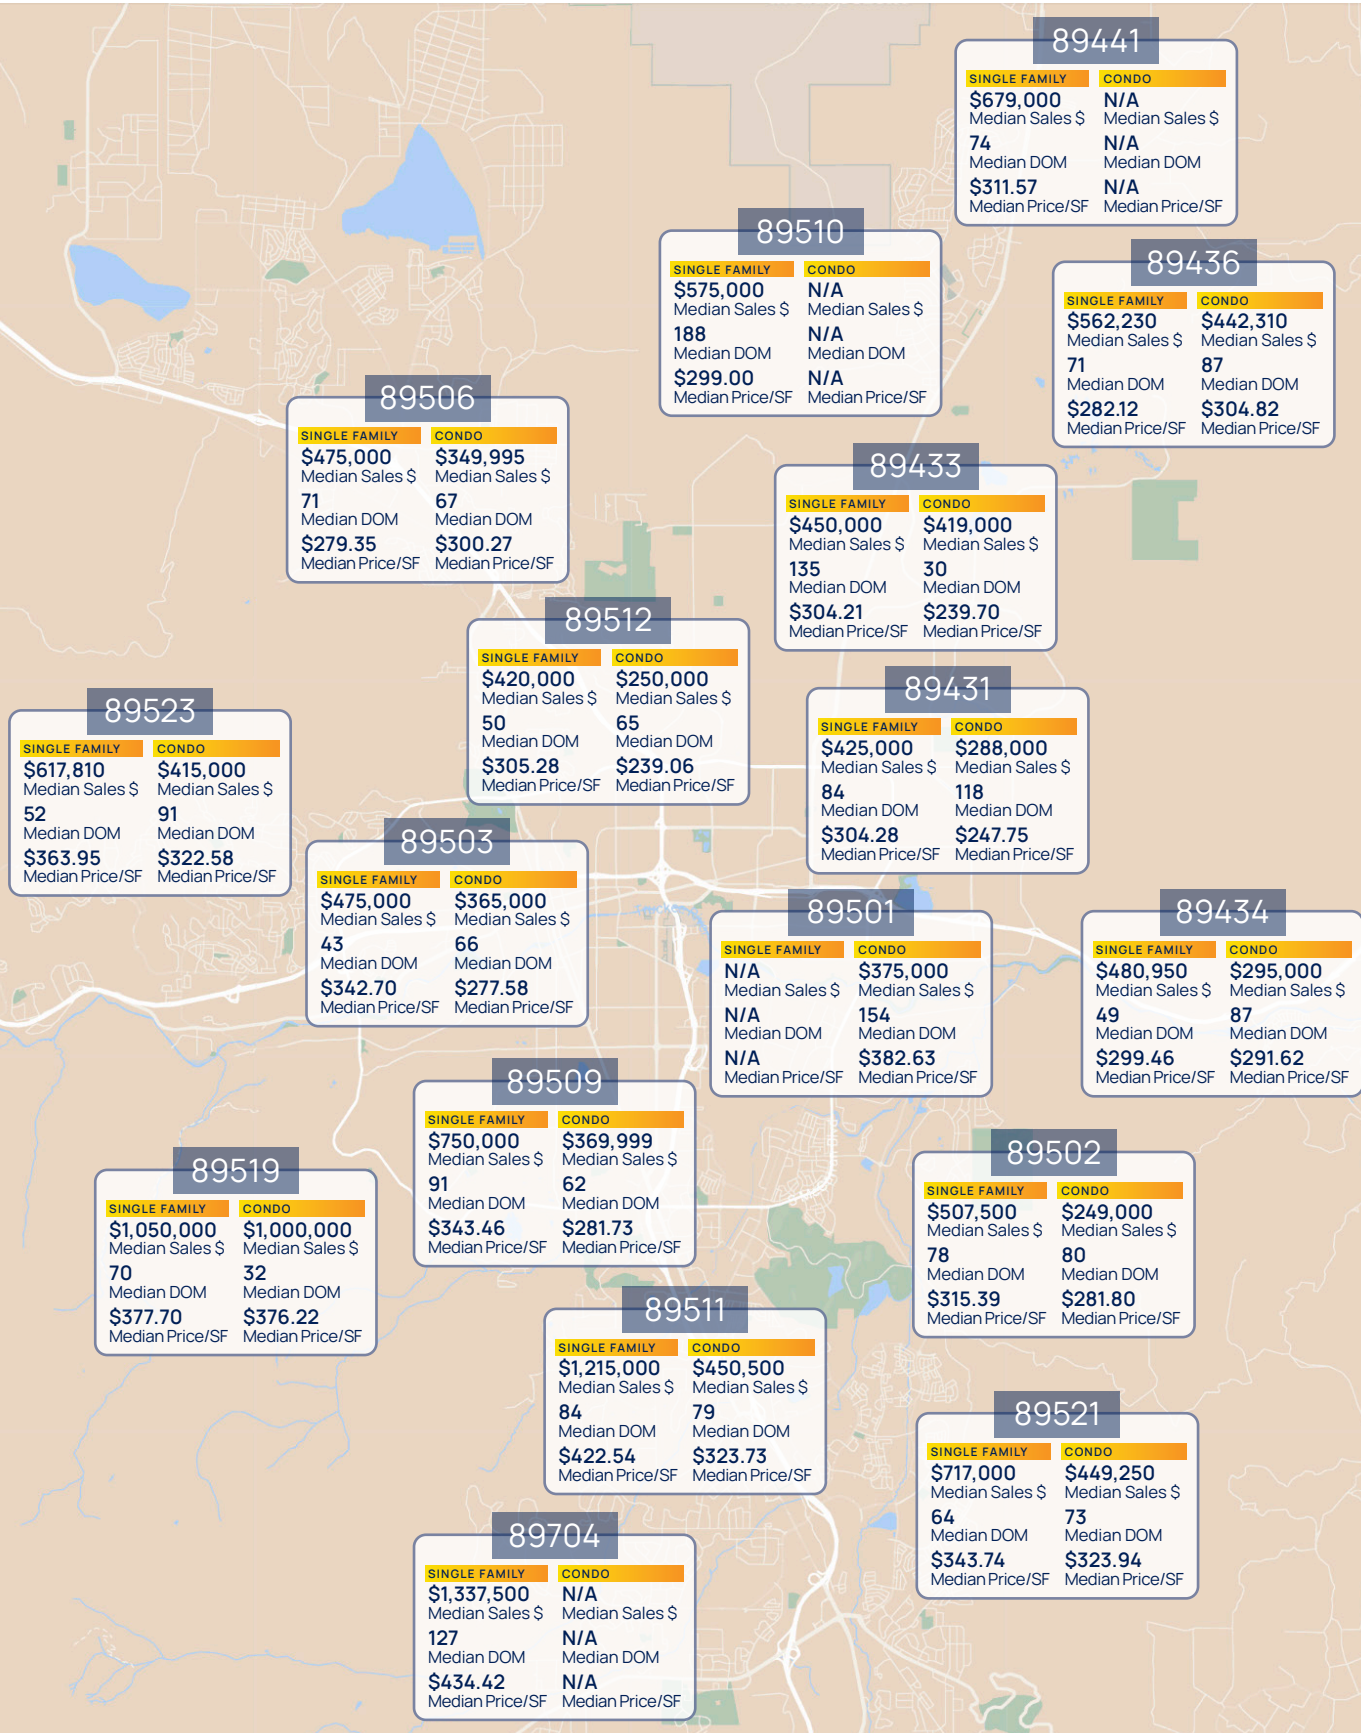 89441
SINGLE FAMILY CONDO
$679,000 N/A
Median Sales $ Median Sales $
74 N/A
Median DOM Median DOM
$311.57 N/A
Median Price/SF Median Price/SF
89510
SINGLE FAMILY CONDO
$575,000 N/A
Median Sales $ Median Sales $
188 N/A
Median DOM Median DOM
$299.00 N/A
Median Price/SF Median Price/SF
89436
SINGLE FAMILY CONDO
$562,230 $442,310
Median Sales $ Median Sales $
71 87
Median DOM Median DOM
$282.12 $304.82
Median Price/SF Median Price/SF
89506
SINGLE FAMILY CONDO
$475,000 $349,995
Median Sales $ Median Sales $
71 67
Median DOM Median DOM
$279.35 $300.27
Median Price/SF Median Price/SF
89433
SINGLE FAMILY CONDO
$450,000 $419,000
Median Sales $ Median Sales $
135 30
Median DOM Median DOM
$304.21 $239.70
Median Price/SF Median Price/SF
89512
SINGLE FAMILY CONDO
$420,000 $250,000
Median Sales $ Median Sales $
50 65
Median DOM Median DOM
$305.28 $239.06
Median Price/SF Median Price/SF
89431
SINGLE FAMILY CONDO
$425,000 $288,000
Median Sales $ Median Sales $
84 118
Median DOM Median DOM
$304.28 $247.75
Median Price/SF Median Price/SF
89523
SINGLE FAMILY CONDO
$617,810 $415,000
Median Sales $ Median Sales $
52 91
Median DOM Median DOM
$363.95 $322.58
Median Price/SF Median Price/SF
89503
SINGLE FAMILY CONDO
$475,000 $365,000
Median Sales $ Median Sales $
43 66
Median DOM Median DOM
$342.70 $277.58
Median Price/SF Median Price/SF
89501
SINGLE FAMILY CONDO
N/A $375,000
Median Sales $ Median Sales $
N/A 154
Median DOM Median DOM
N/A $382.63
Median Price/SF Median Price/SF
89434
SINGLE FAMILY CONDO
$480,950 $295,000
Median Sales $ Median Sales $
49 87
Median DOM Median DOM
$299.46 $291.62
Median Price/SF Median Price/SF
89509
SINGLE FAMILY CONDO
$750,000 $369,999
Median Sales $ Median Sales $
91 62
Median DOM Median DOM
$343.46 $281.73
Median Price/SF Median Price/SF
89502
SINGLE FAMILY CONDO
$507,500 $249,000
Median Sales $ Median Sales $
78 80
Median DOM Median DOM
$315.39 $281.80
Median Price/SF Median Price/SF
89519
SINGLE FAMILY CONDO
$1,050,000 $1,000,000
Median Sales $ Median Sales $
70 32
Median DOM Median DOM
$377.70 $376.22
Median Price/SF Median Price/SF
89511
SINGLE FAMILY CONDO
$1,215,000 $450,500
Median Sales $ Median Sales $
84 79
Median DOM Median DOM
$422.54 $323.73
Median Price/SF Median Price/SF
89521
SINGLE FAMILY CONDO
$717,000 $449,250
Median Sales $ Median Sales $
64 73
Median DOM Median DOM
$343.74 $323.94
Median Price/SF Median Price/SF
89704
SINGLE FAMILY CONDO
$1,337,500 N/A
Median Sales $ Median Sales $
127 N/A
Median DOM Median DOM
$434.42 N/A
Median Price/SF Median Price/SF